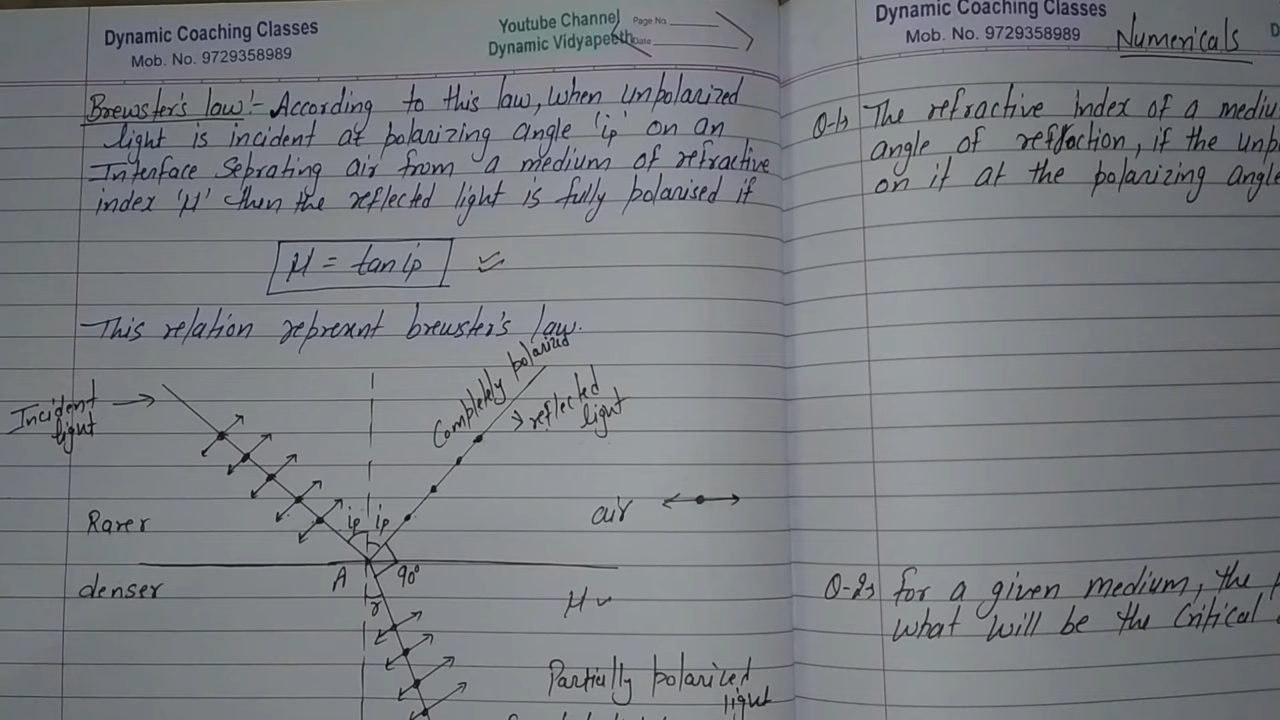 Dynamic Coaching Classes
Mob. No. 9729358989
Youtube Channel
Dynamic Vidyapeeth
Page No.
Date
Brewster's law:- According to this law, when unpolarized
light is incident at polarizing angle 'ip' on an
Interface Seprating air from a medium of refractive
index 'μ' then the reflected light is fully polarised if
μ = tan ip
This relation reprexnt brewster's law.
Incident
light
Completely polarized
reflected
light
ip ip
Rarer
air
A
90°
denser
r
μ
Partially polarized
light
Dynamic Coaching Classes
Mob. No. 9729358989
Numericals
Q-1, The refractive index of a mediu
angle of refraction, if the unp
on it at the polarizing angle
Q-2, for a given medium, the
what will be the Critical